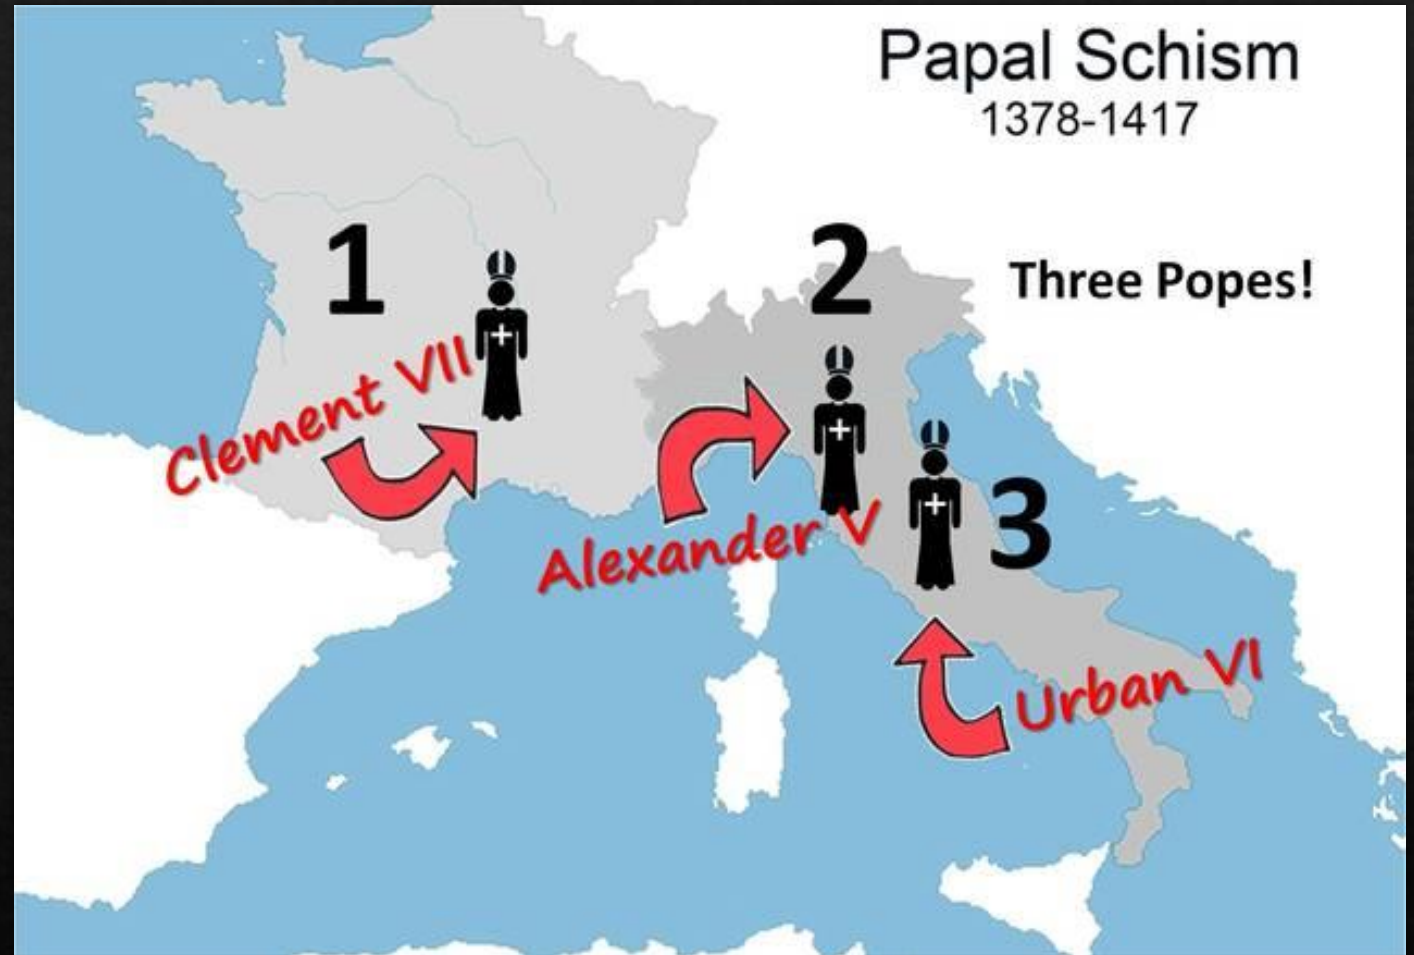 Papal Schism
1378-1417
1
2
Three Popes!
Clement VII
Alexander V
3
Urban VI